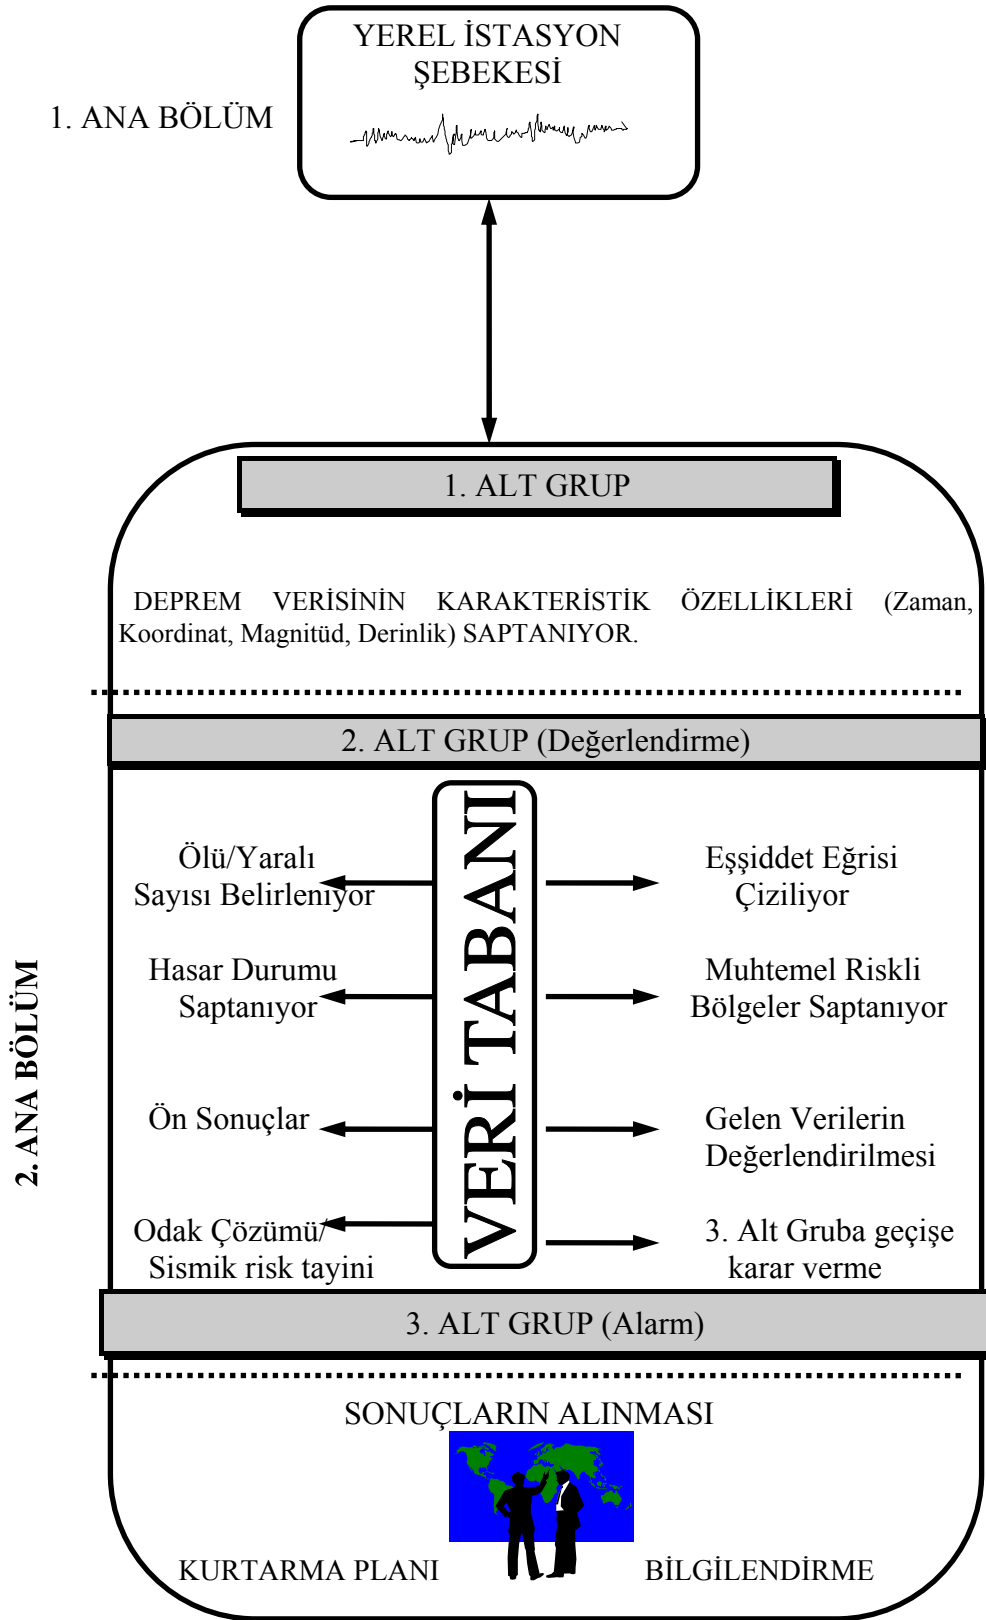 YEREL İSTASYON
ŞEBEKESİ
1. ANA BÖLÜM
1. ALT GRUP
DEPREM VERİSİNİN KARAKTERİSTİK ÖZELLİKLERİ (Zaman,
Koordinat, Magnitüd, Derinlik) SAPTANIYOR.
2. ALT GRUP (Değerlendirme)
2. ANA BÖLÜM
VERİ TABANI
Ölü/Yaralı
Sayısı Belirleniyor
Eşşiddet Eğrisi
Çiziliyor
Hasar Durumu
Saptanıyor
Muhtemel Riskli
Bölgeler Saptanıyor
Ön Sonuçlar
Gelen Verilerin
Değerlendirilmesi
Odak Çözümü/
Sismik risk tayini
3. Alt Gruba geçişe
karar verme
3. ALT GRUP (Alarm)
SONUÇLARIN ALINMASI
KURTARMA PLANI
BİLGİLENDİRME